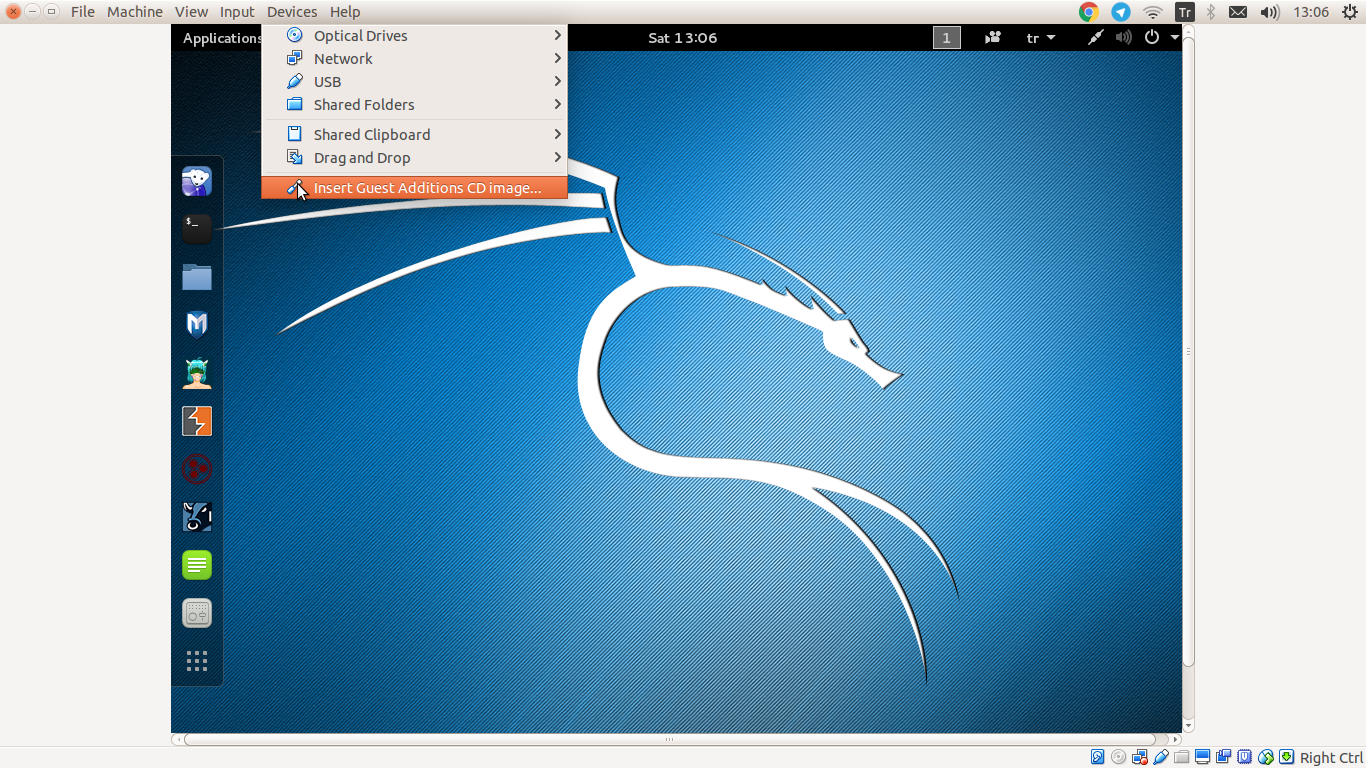 File Machine View Input Devices Help
Tr 13:06
Applications
Sat 13:06
1
tr
Optical Drives
Network
USB
Shared Folders
Shared Clipboard
Drag and Drop
Insert Guest Additions CD image...
$_
Right Ctrl